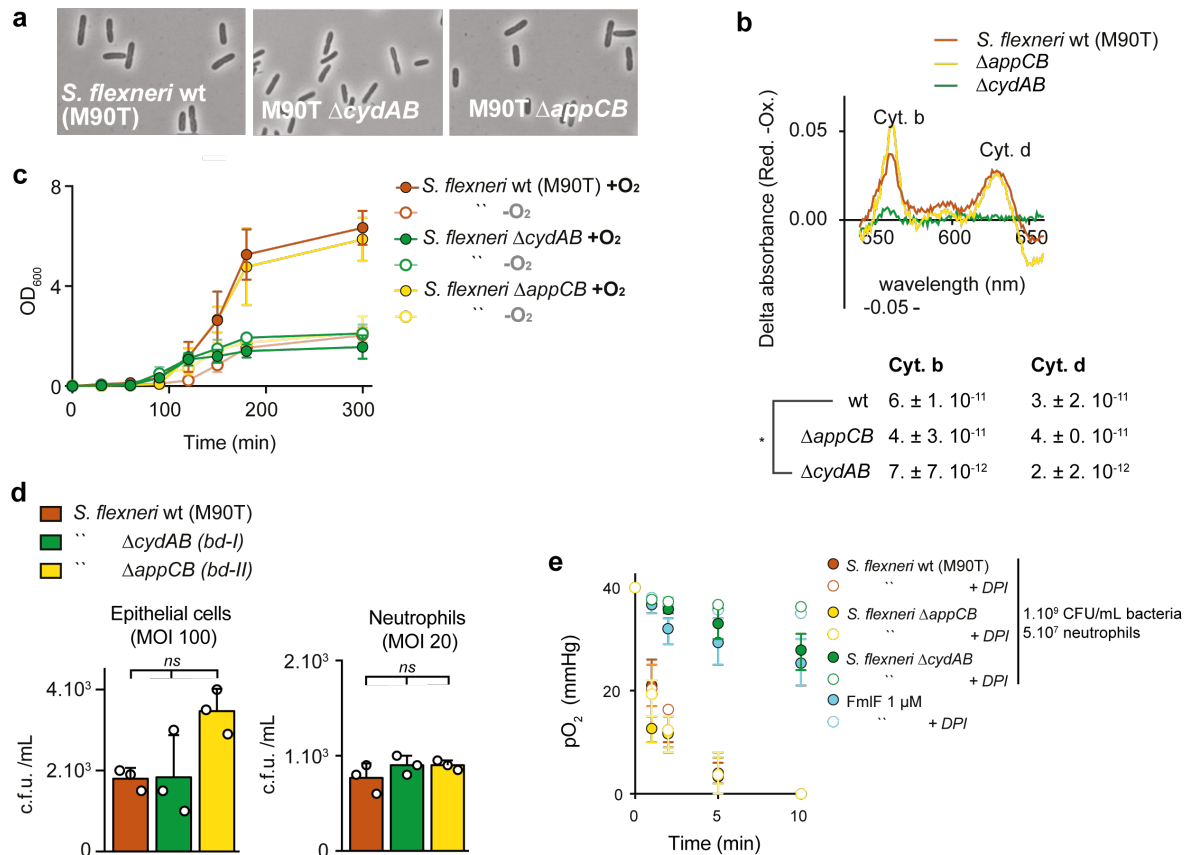 a
S. flexneri wt
(M90T)
M90T ΔcydAB
M90T ΔappCB
b
S. flexneri wt (M90T)
ΔappCB
ΔcydAB
Delta absorbance (Red. -Ox.)
0.05
0.00
-0.05
Cyt. b
Cyt. d
550
600
650
wavelength (nm)
Cyt. b Cyt. d
wt 6. ± 1. 10⁻¹¹ 3. ± 2. 10⁻¹¹
ΔappCB 4. ± 3. 10⁻¹¹ 4. ± 0. 10⁻¹¹
ΔcydAB 7. ± 7. 10⁻¹² 2. ± 2. 10⁻¹²
*
c
OD₆₀₀
8
4
0
0 100 200 300
Time (min)
S. flexneri wt (M90T) +O₂
`` -O₂
S. flexneri ΔcydAB +O₂
`` -O₂
S. flexneri ΔappCB +O₂
`` -O₂
d
S. flexneri wt (M90T)
`` ΔcydAB (bd-I)
`` ΔappCB (bd-II)
Epithelial cells
(MOI 100)
ns
c.f.u. /mL
4.10³
2.10³
0
Neutrophils
(MOI 20)
ns
c.f.u. /mL
2.10³
1.10³
0
e
pO₂ (mmHg)
40
20
0
0 5 10
Time (min)
S. flexneri wt (M90T)
`` + DPI
S. flexneri ΔappCB
`` + DPI
S. flexneri ΔcydAB
`` + DPI
FmlF 1 µM
`` + DPI
1.10⁹ CFU/mL bacteria
5.10⁷ neutrophils